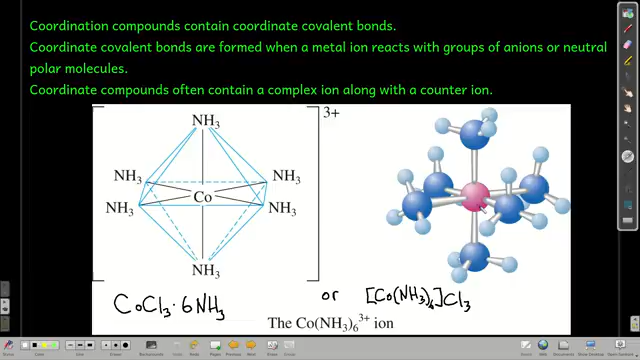 Coordination compounds contain coordinate covalent bonds.
Coordinate covalent bonds are formed when a metal ion reacts with groups of anions or neutral
polar molecules.
Coordinate compounds often contain a complex ion along with a counter ion.
3+
NH₃
NH₃
NH₃
Co
NH₃
NH₃
NH₃
CoCl₃·6NH₃ or [Co(NH₃)₆]Cl₃
The Co(NH₃)₆³⁺ ion